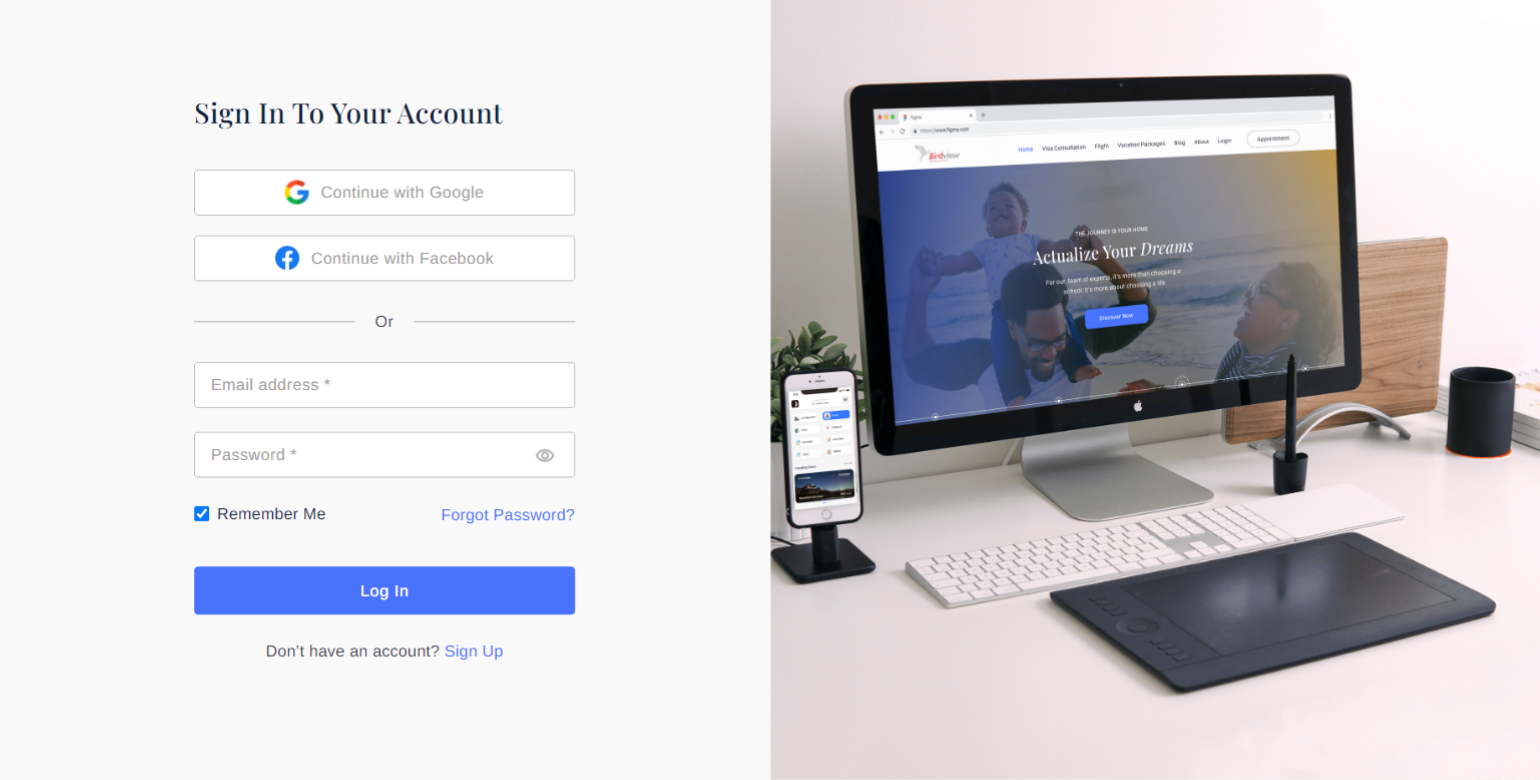 Sign In To Your Account
Continue with Google
Continue with Facebook
Or
Email address *
Password *
Remember Me
Forgot Password?
Log In
Don't have an account? Sign Up
Figma
https://www.figma.com
Birdview
Home Visa Consultation Flight Vacation Packages Blog About Login Appointment
THE JOURNEY IS YOUR HOME
Actualize Your Dreams
For our team of experts, it's more than choosing a
school. It's more about choosing a life
Discover Now